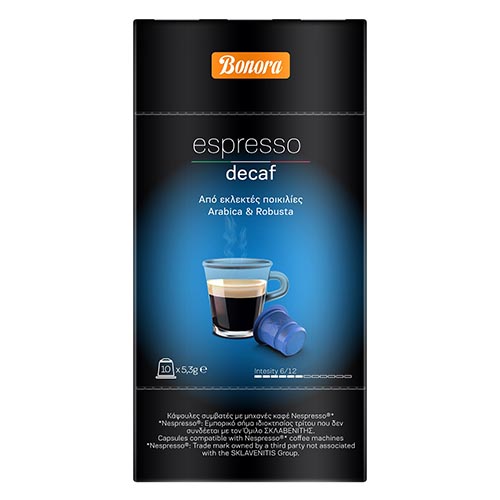 Bonora
espresso
decaf
Από εκλεκτές ποικιλίες
Arabica & Robusta
10 x 5,3g ℮
Intesity 6/12
Κάψουλες συμβατές με μηχανές καφέ Nespresso®*
*Nespresso®: Εμπορικό σήμα ιδιοκτησίας τρίτου που δεν
συνδέεται με τον Όμιλο ΣΚΛΑΒΕΝΙΤΗΣ.
Capsules compatible with Nespresso®* coffee machines
*Nespresso®: Trade mark owned by a third party not associated
with the SKLAVENITIS Group.